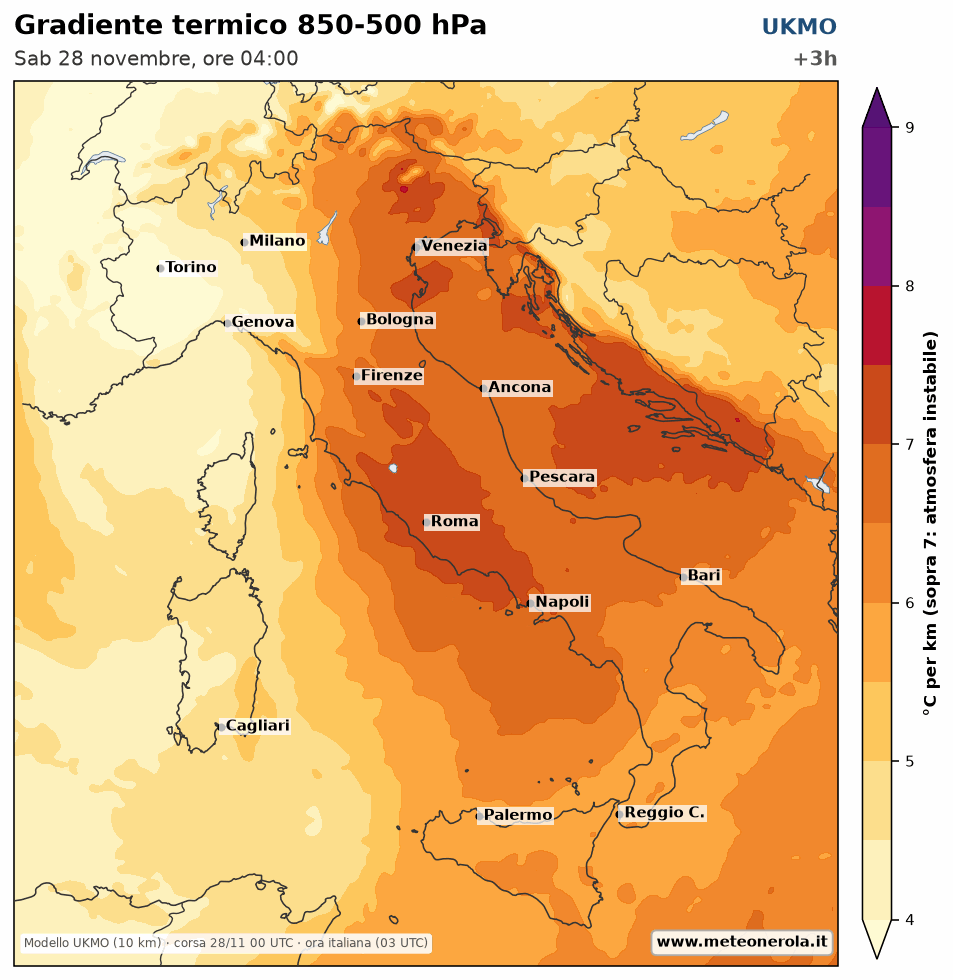 Gradiente termico 850-500 hPa
UKMO
Sab 28 novembre, ore 04:00
+3h
Milano
Venezia
Torino
Genova
Bologna
Firenze
Ancona
Pescara
Roma
Bari
Napoli
Cagliari
Palermo
Reggio C.
9
8
7
6
5
4
°C per km (sopra 7: atmosfera instabile)
Modello UKMO (10 km) · corsa 28/11 00 UTC · ora italiana (03 UTC)
www.meteonerola.it